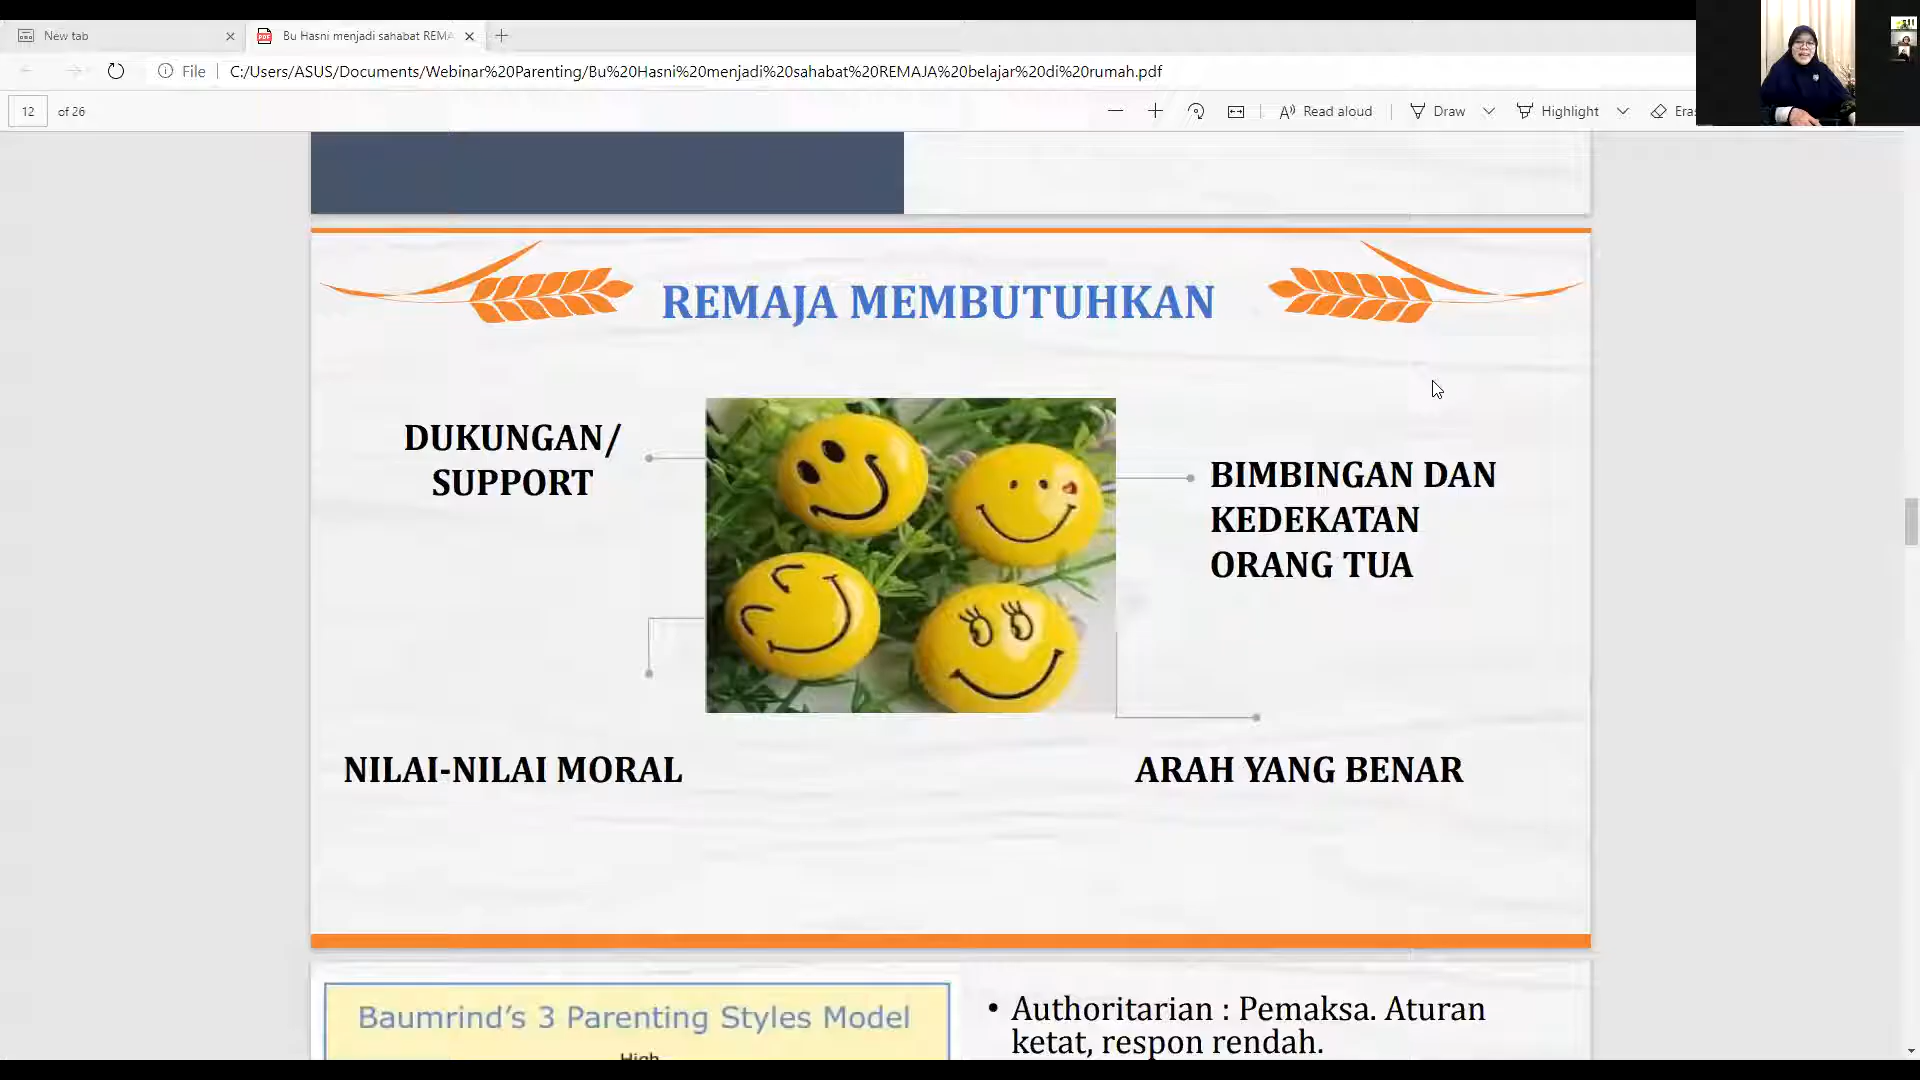 New tab
Bu Hasni menjadi sahabat REMA
File
C:/Users/ASUS/Documents/Webinar%20Parenting/Bu%20Hasni%20menjadi%20sahabat%20REMAJA%20belajar%20di%20rumah.pdf
12 of 26
Read aloud
Draw
Highlight
Eras
REMAJA MEMBUTUHKAN
DUKUNGAN/
SUPPORT
BIMBINGAN DAN
KEDEKATAN
ORANG TUA
NILAI-NILAI MORAL
ARAH YANG BENAR
Baumrind's 3 Parenting Styles Model
High
• Authoritarian : Pemaksa. Aturan
ketat, respon rendah.